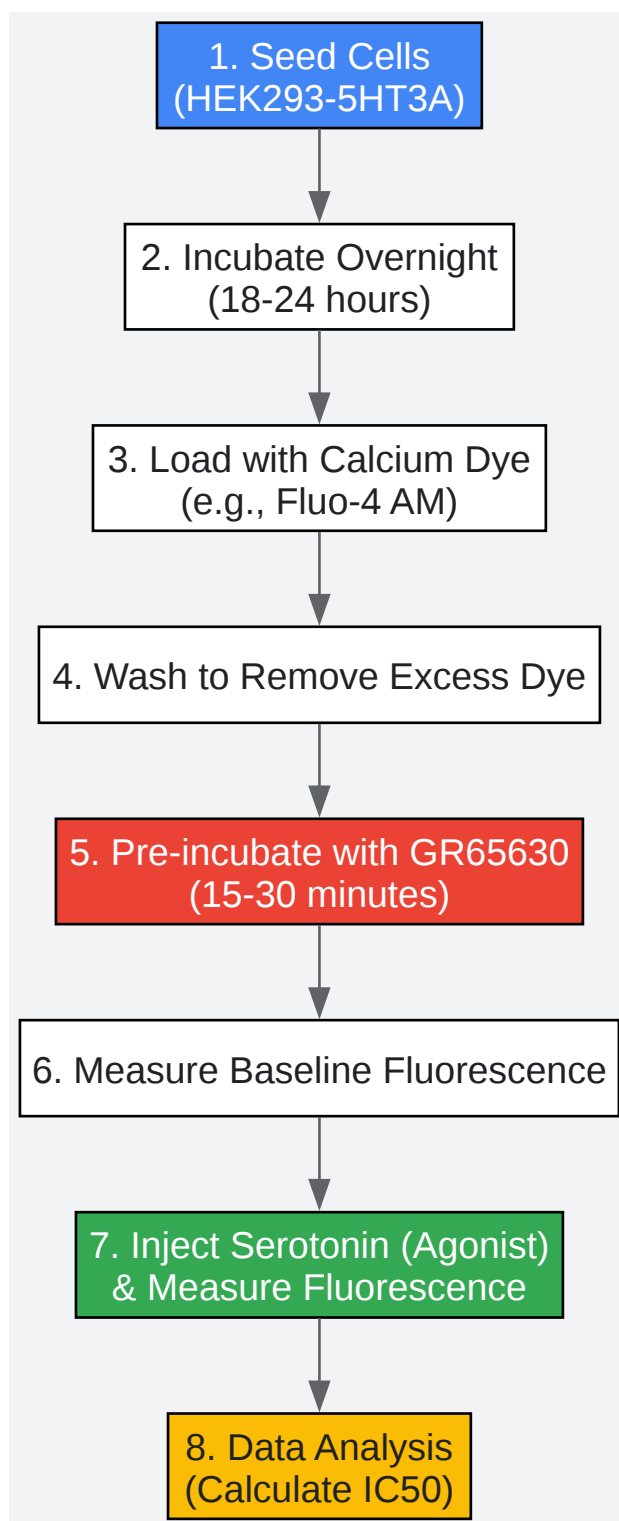 1. Seed Cells
(HEK293-5HT3A)
2. Incubate Overnight
(18-24 hours)
3. Load with Calcium Dye
(e.g., Fluo-4 AM)
4. Wash to Remove Excess Dye
5. Pre-incubate with GR65630
(15-30 minutes)
6. Measure Baseline Fluorescence
7. Inject Serotonin (Agonist)
& Measure Fluorescence
8. Data Analysis
(Calculate IC50)